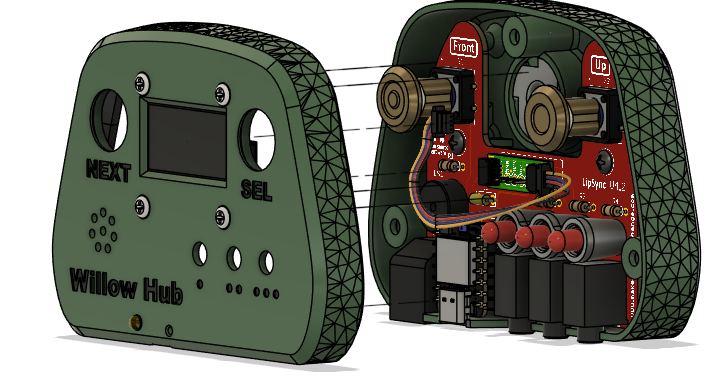 NEXT
SEL
Willow Hub
Front
Up
LipSync V4.2